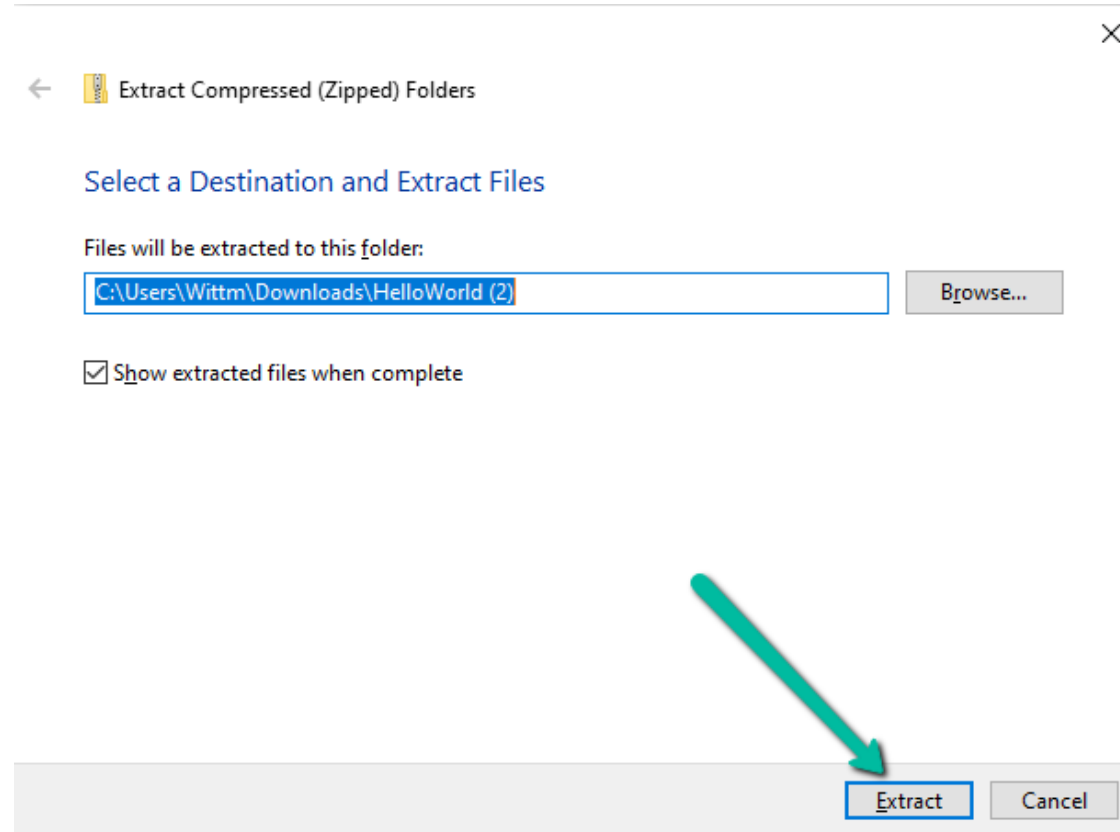 Extract Compressed (Zipped) Folders
Select a Destination and Extract Files
Files will be extracted to this folder:
C:\Users\Wittm\Downloads\HelloWorld (2)
Browse...
Show extracted files when complete
Extract
Cancel